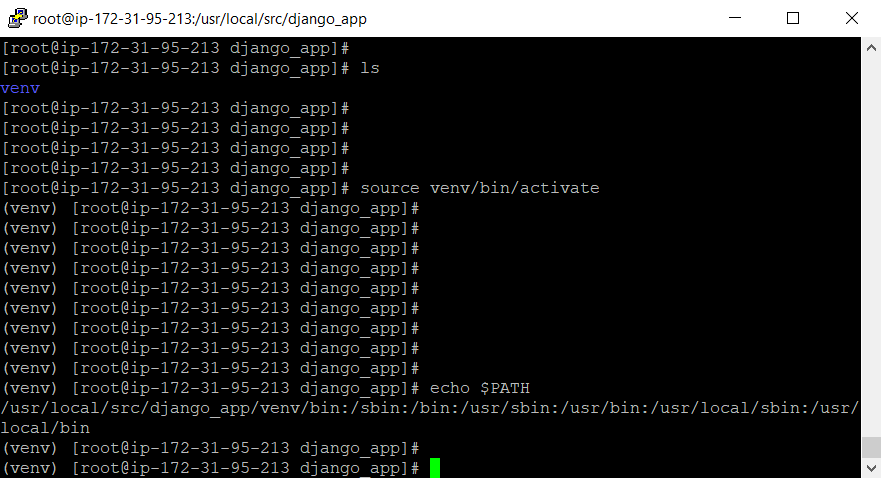 root@ip-172-31-95-213:/usr/local/src/django_app
[root@ip-172-31-95-213 django_app]#
[root@ip-172-31-95-213 django_app]# ls
venv
[root@ip-172-31-95-213 django_app]#
[root@ip-172-31-95-213 django_app]#
[root@ip-172-31-95-213 django_app]#
[root@ip-172-31-95-213 django_app]#
[root@ip-172-31-95-213 django_app]# source venv/bin/activate
(venv) [root@ip-172-31-95-213 django_app]#
(venv) [root@ip-172-31-95-213 django_app]#
(venv) [root@ip-172-31-95-213 django_app]#
(venv) [root@ip-172-31-95-213 django_app]#
(venv) [root@ip-172-31-95-213 django_app]#
(venv) [root@ip-172-31-95-213 django_app]#
(venv) [root@ip-172-31-95-213 django_app]#
(venv) [root@ip-172-31-95-213 django_app]#
(venv) [root@ip-172-31-95-213 django_app]#
(venv) [root@ip-172-31-95-213 django_app]# echo $PATH
/usr/local/src/django_app/venv/bin:/sbin:/bin:/usr/sbin:/usr/bin:/usr/local/sbin:/usr/
local/bin
(venv) [root@ip-172-31-95-213 django_app]#
(venv) [root@ip-172-31-95-213 django_app]#